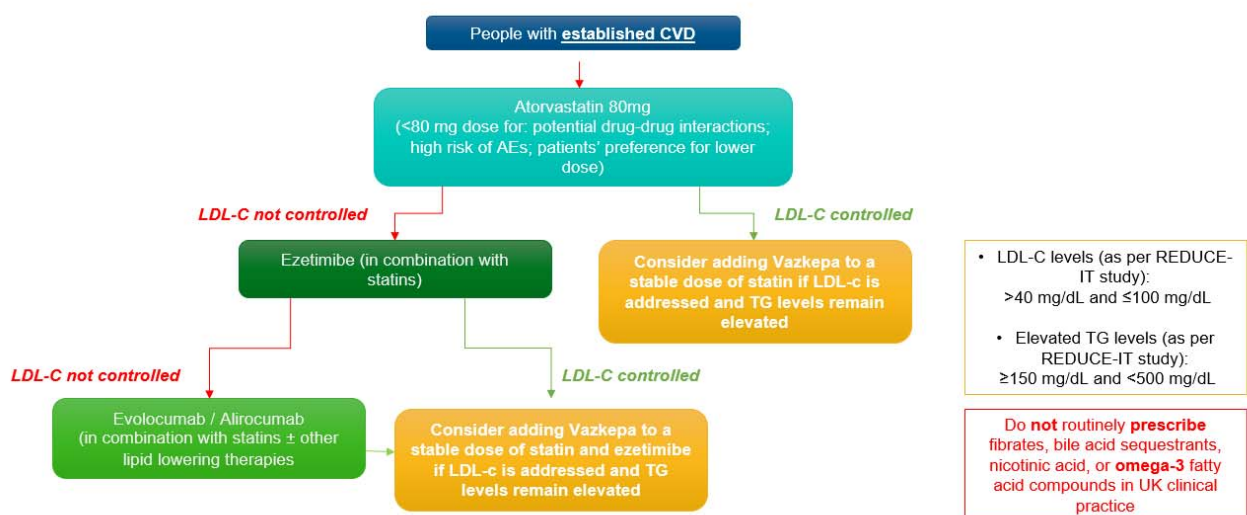 People with established CVD
Atorvastatin 80mg
(<80 mg dose for: potential drug-drug interactions;
high risk of AEs; patients' preference for lower
dose)
LDL-C not controlled
LDL-C controlled
Ezetimibe (in combination with
statins)
Consider adding Vazkepa to a
stable dose of statin if LDL-c is
addressed and TG levels remain
elevated
LDL-C not controlled
LDL-C controlled
Evolocumab / Alirocumab
(in combination with statins ± other
lipid lowering therapies
Consider adding Vazkepa to a
stable dose of statin and ezetimibe
if LDL-c is addressed and TG
levels remain elevated
• LDL-C levels (as per REDUCE-
IT study):
>40 mg/dL and ≤100 mg/dL
• Elevated TG levels (as per
REDUCE-IT study):
≥150 mg/dL and <500 mg/dL
Do not routinely prescribe
fibrates, bile acid sequestrants,
nicotinic acid, or omega-3 fatty
acid compounds in UK clinical
practice